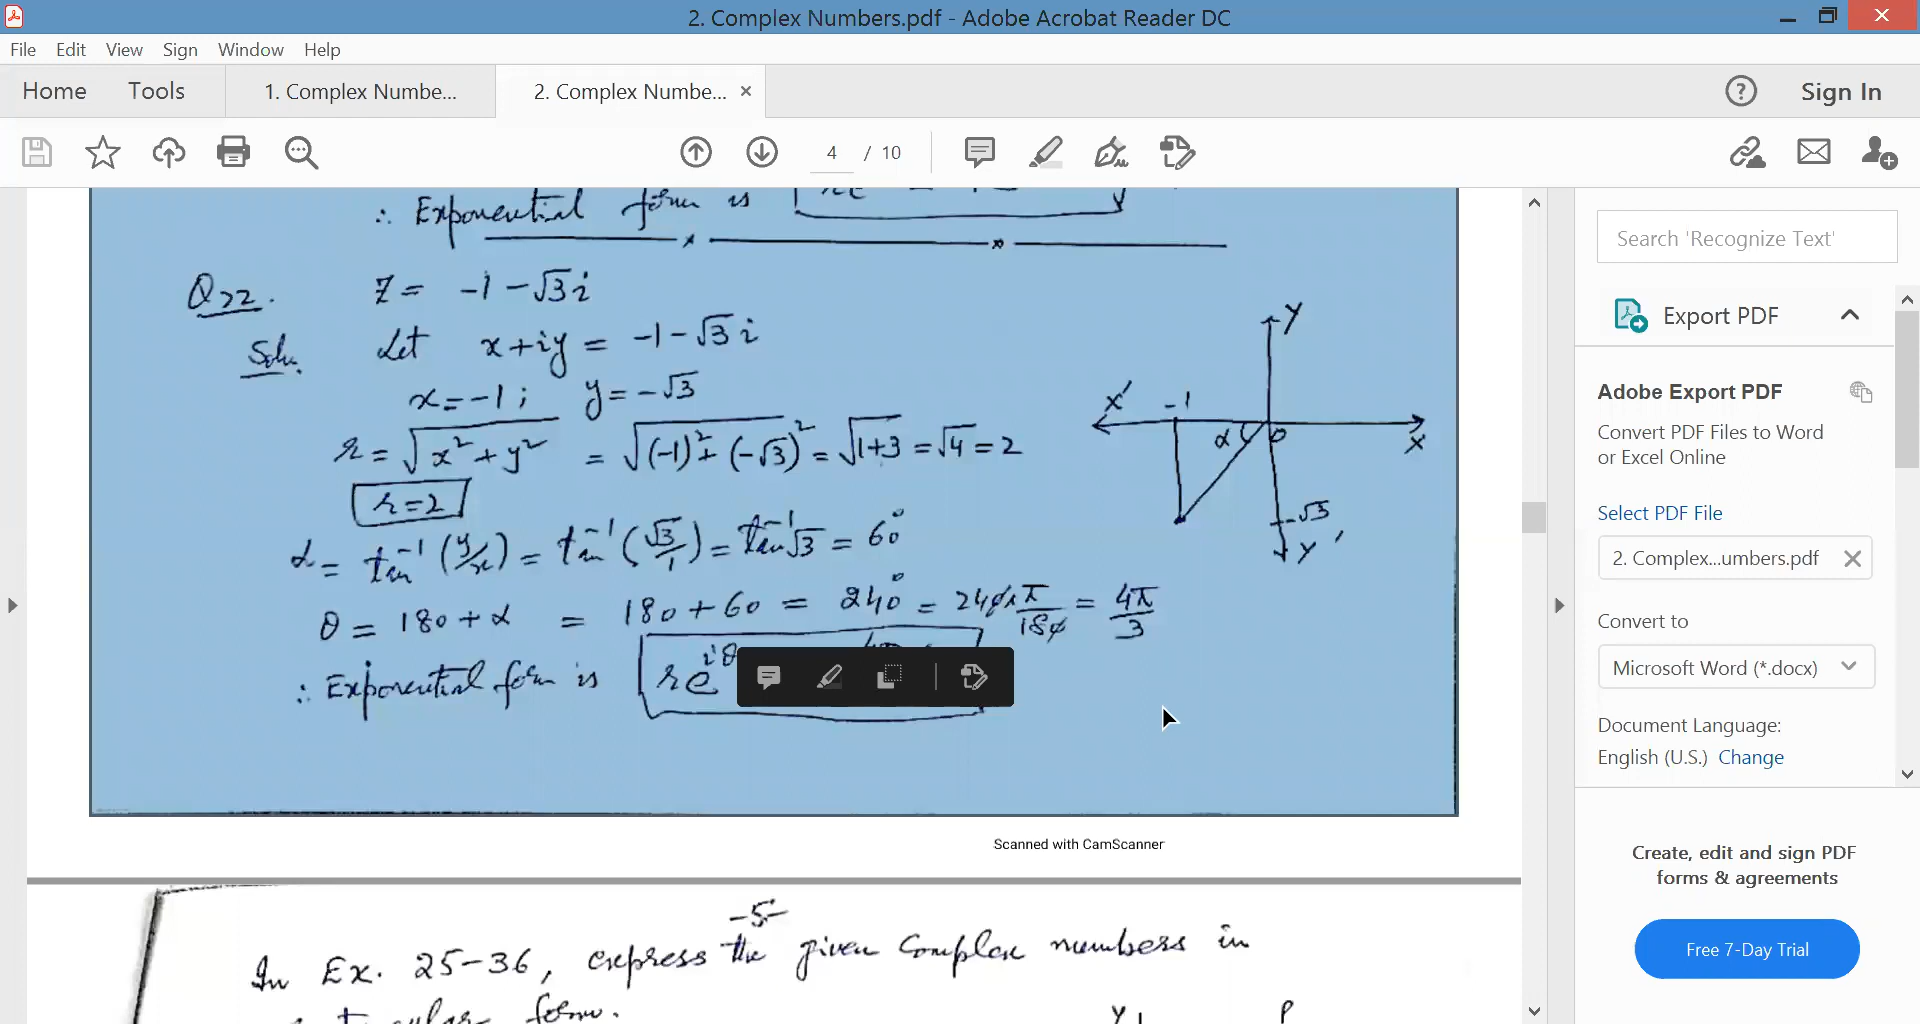 2. Complex Numbers.pdf - Adobe Acrobat Reader DC
File Edit View Sign Window Help
Home Tools 1. Complex Numbe... 2. Complex Numbe... × Sign In
4 / 10
∴ Exponential form is
Q22. z = -1 - √3 i
Soln. Let x+iy = -1 - √3 i
x = -1 ; y = -√3
r = √x² + y² = √(-1)² + (-√3)² = √1+3 = √4 = 2
r = 2
α = tan⁻¹ (y/x) = tan⁻¹ (√3/1) = tan⁻¹ √3 = 60°
θ = 180 + α = 180 + 60 = 240° = 240 x π/180 = 4π/3
∴ Exponential form is re^iθ
Y
X' -1
α O X
-√3
Y'
Scanned with CamScanner
-5-
In Ex. 25-36, express the given Complex numbers in
form.
Y P
Search 'Recognize Text'
Export PDF
Adobe Export PDF
Convert PDF Files to Word
or Excel Online
Select PDF File
2. Complex...umbers.pdf
Convert to
Microsoft Word (*.docx)
Document Language:
English (U.S.) Change
Create, edit and sign PDF
forms & agreements
Free 7-Day Trial